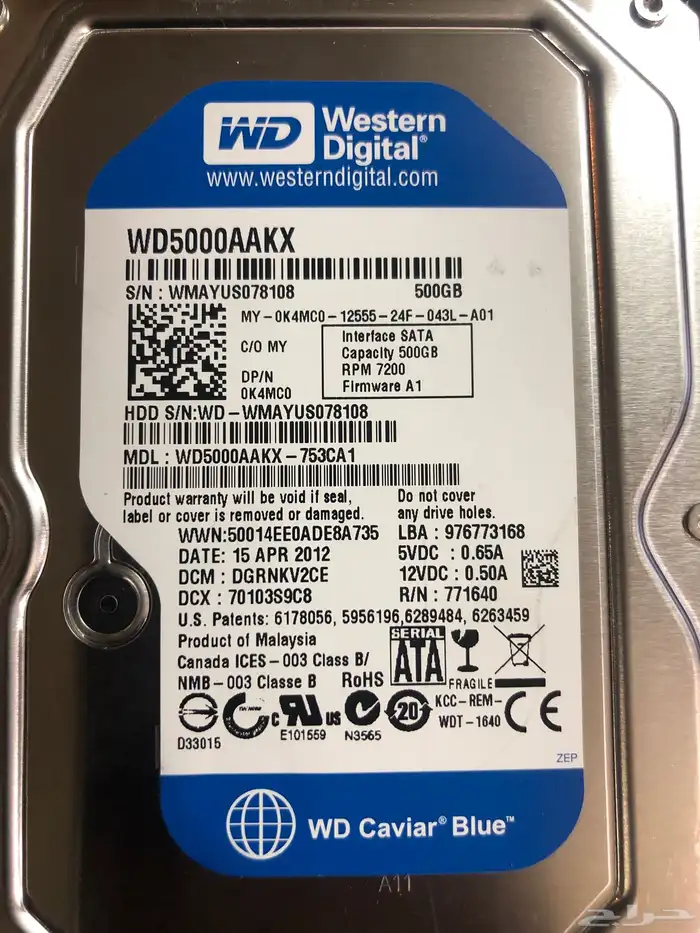 WD Western Digital®
www.westerndigital.com
WD5000AAKX
S/N : WMAYUS078108 500GB
MY-0K4MC0-12555-24F-043L-A01
C/O MY
DP/N
0K4MC0
Interface SATA
Capacity 500GB
RPM 7200
Firmware A1
HDD S/N:WD-WMAYUS078108
MDL : WD5000AAKX-753CA1
Product warranty will be void if seal,
label or cover is removed or damaged.
Do not cover
any drive holes.
WWN:50014EE0ADE8A735 LBA : 976773168
DATE: 15 APR 2012 5VDC : 0.65A
DCM : DGRNKV2CE 12VDC : 0.50A
DCX : 70103S9C8 R/N : 771640
U.S. Patents: 6178056, 5956196,6289484, 6263459
Product of Malaysia
Canada ICES-003 Class B/
NMB-003 Classe B RoHS
SERIAL
ATA
FRAGILE
D33015
c RU us
E101559
N3565
20
KCC-REM-
WDT-1640
CE
ZEP
WD Caviar® Blue™
A11
حراج